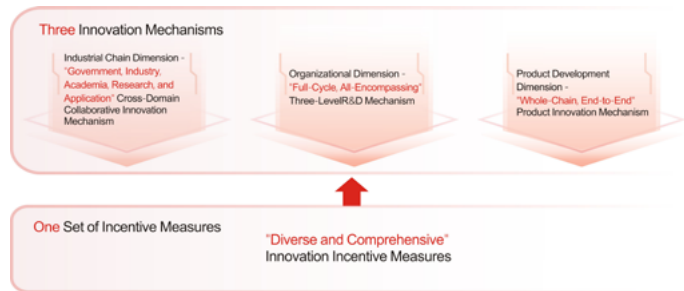 Three Innovation Mechanisms
Industrial Chain Dimension -
"Government, Industry,
Academia, Research, and
Application" Cross-Domain
Collaborative Innovation
Mechanism
Organizational Dimension -
"Full-Cycle, All-Encompassing"
Three-LevelR&D Mechanism
Product Development
Dimension -
"Whole-Chain, End-to-End"
Product Innovation Mechanism
One Set of Incentive Measures
"Diverse and Comprehensive"
Innovation Incentive Measures